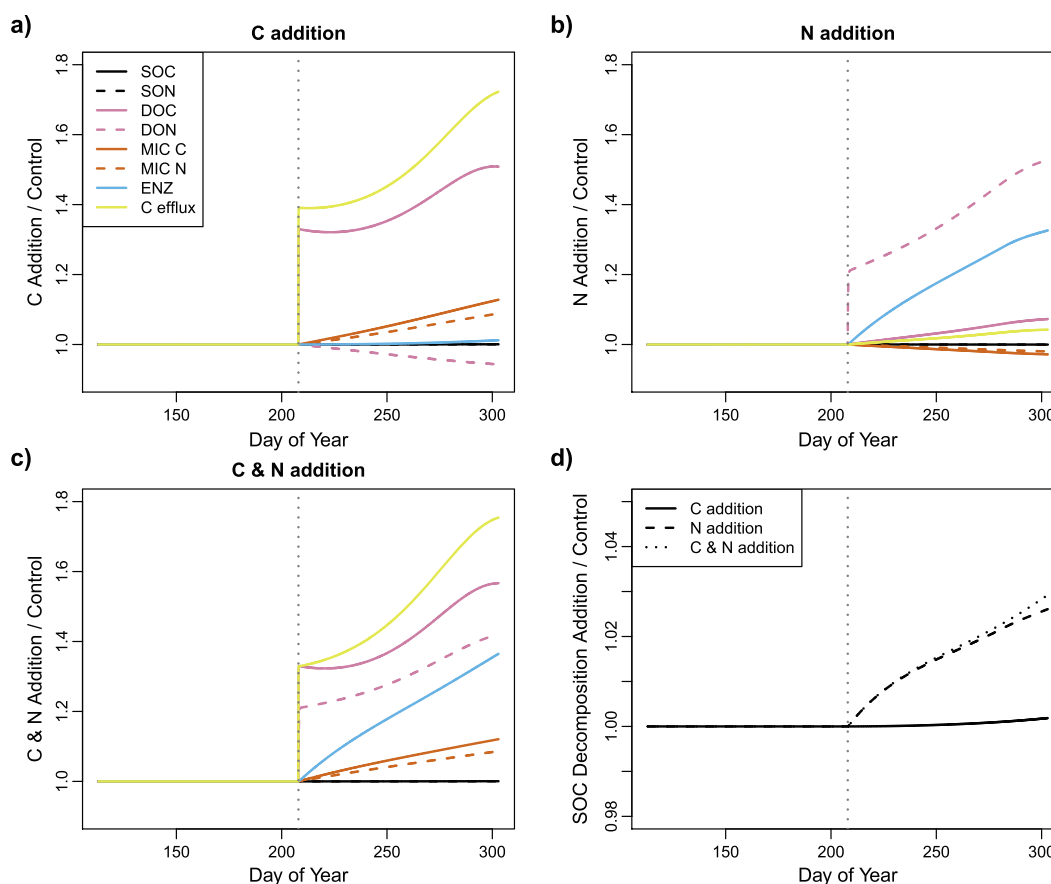 a)
C addition
C Addition / Control
1.0 1.2 1.4 1.6 1.8
SOC
SON
DOC
DON
MIC C
MIC N
ENZ
C efflux
150 200 250 300
Day of Year
b)
N addition
N Addition / Control
1.0 1.2 1.4 1.6 1.8
150 200 250 300
Day of Year
c)
C & N addition
C & N Addition / Control
1.0 1.2 1.4 1.6 1.8
150 200 250 300
Day of Year
d)
SOC Decomposition Addition / Control
0.98 1.00 1.02 1.04
C addition
N addition
C & N addition
150 200 250 300
Day of Year